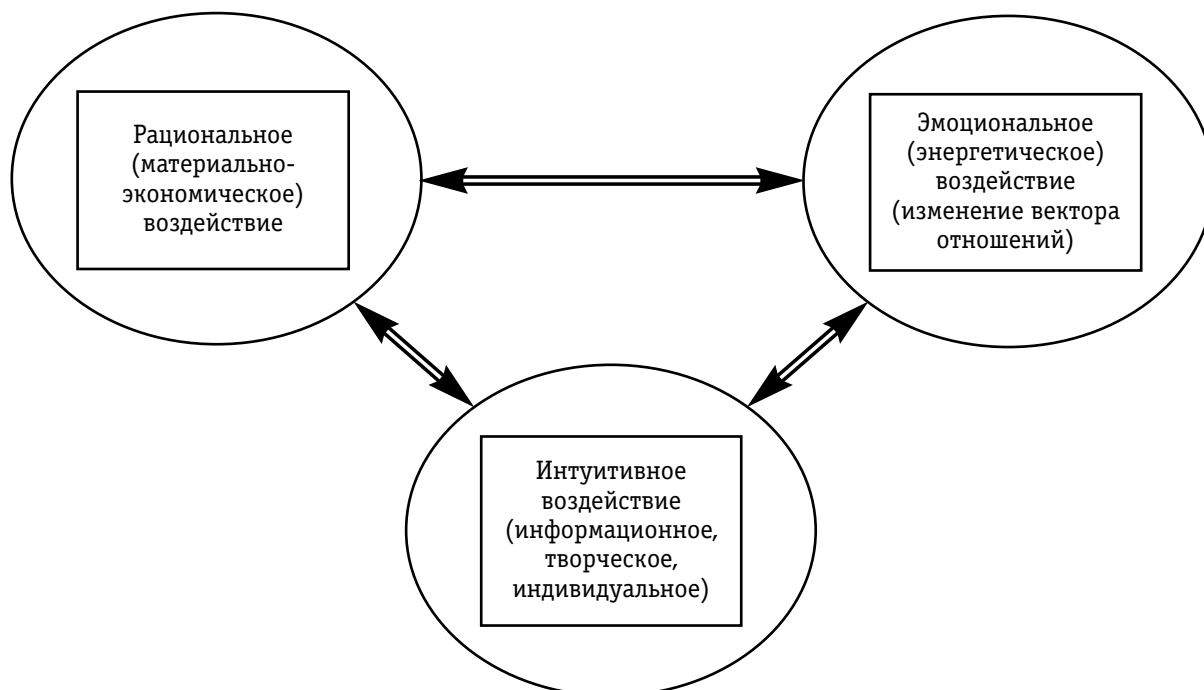 Рациональное
(материально-
экономическое)
воздействие
Эмоциональное
(энергетическое)
воздействие
(изменение вектора
отношений)
Интуитивное
воздействие
(информационное,
творческое,
индивидуальное)